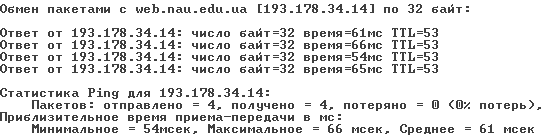 Обмен пакетами с web.nau.edu.ua [193.178.34.14] по 32 байт:
Ответ от 193.178.34.14: число байт=32 время=61мс TTL=53
Ответ от 193.178.34.14: число байт=32 время=66мс TTL=53
Ответ от 193.178.34.14: число байт=32 время=54мс TTL=53
Ответ от 193.178.34.14: число байт=32 время=65мс TTL=53
Статистика Ping для 193.178.34.14:
Пакетов: отправлено = 4, получено = 4, потеряно = 0 (0% потерь),
Приблизительное время приема-передачи в мс:
Минимальное = 54мсек, Максимальное = 66 мсек, Среднее = 61 мсек